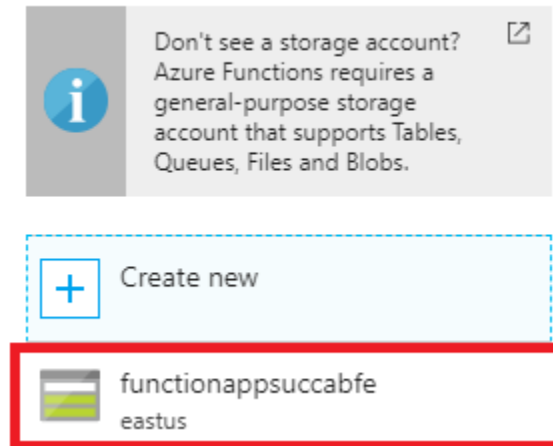 Don't see a storage account?
Azure Functions requires a
general-purpose storage
account that supports Tables,
Queues, Files and Blobs.
Create new
functionappsuccabfe
eastus